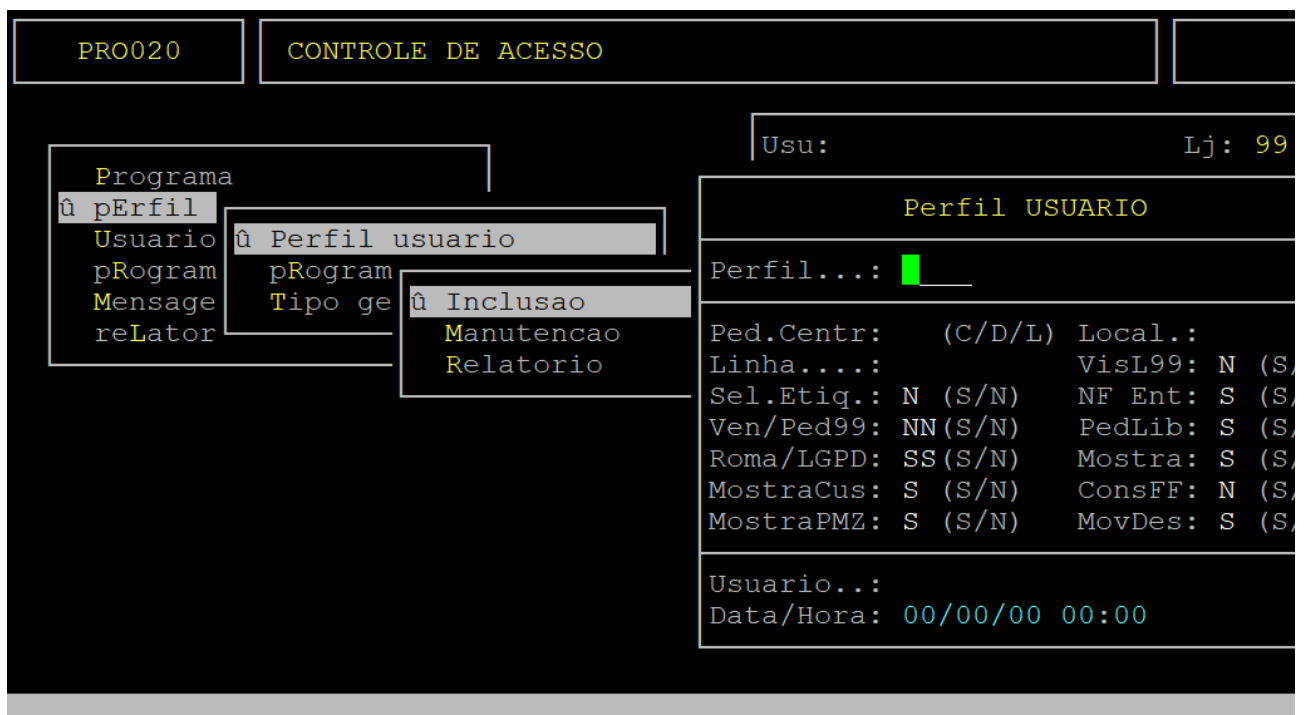 PRO020 CONTROLE DE ACESSO
Usu: Lj: 99
Programa
û pErfil
Usuario
pRogram
Mensage
reLator
û Perfil usuario
pRogram
Tipo ge
û Inclusao
Manutencao
Relatorio
Perfil USUARIO
Perfil...: ___
Ped.Centr: (C/D/L) Local.:
Linha....: VisL99: N (S/
Sel.Etiq.: N (S/N) NF Ent: S (S/
Ven/Ped99: NN(S/N) PedLib: S (S/
Roma/LGPD: SS(S/N) Mostra: S (S/
MostraCus: S (S/N) ConsFF: N (S/
MostraPMZ: S (S/N) MovDes: S (S/
Usuario..:
Data/Hora: 00/00/00 00:00